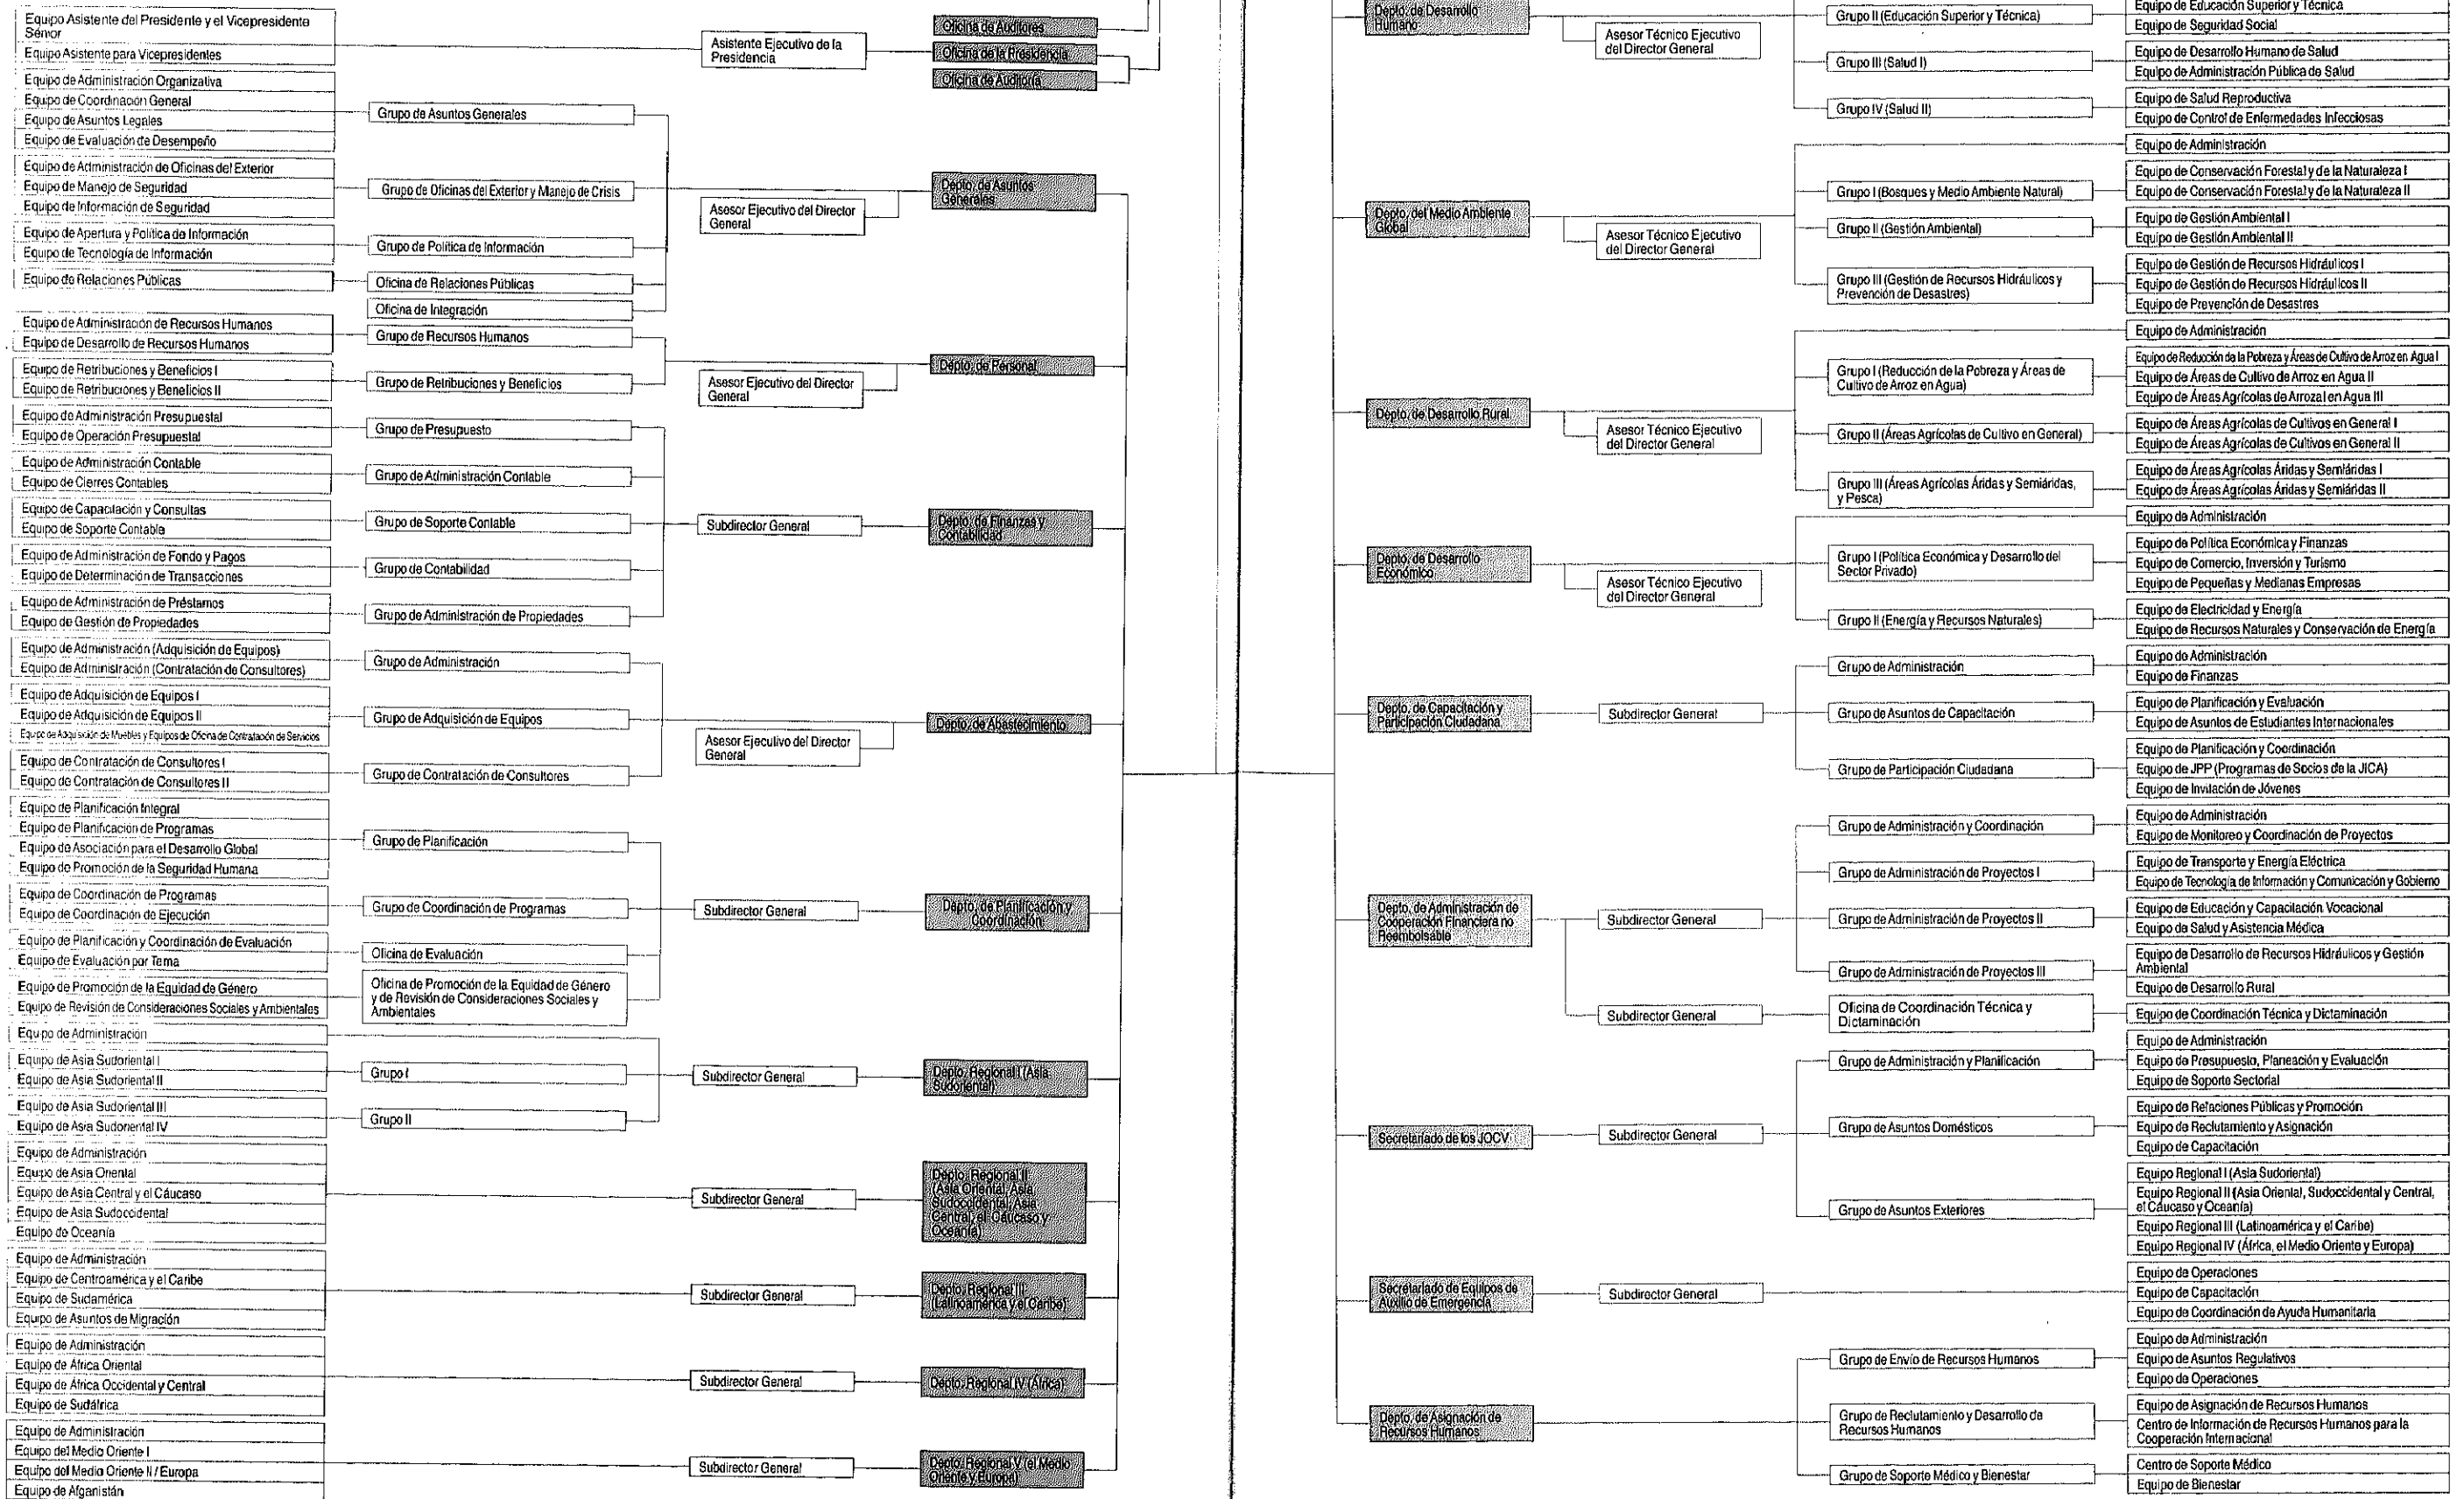 Equipo Asistente del Presidente y el Vicepresidente
Sénior
Equipo Asistente para Vicepresidentes
Asistente Ejecutivo de la
Presidencia
Oficina de Auditores
Oficina de la Presidencia
Oficina de Auditoría
Equipo de Administración Organizativa
Equipo de Coordinación General
Equipo de Asuntos Legales
Equipo de Evaluación de Desempeño
Grupo de Asuntos Generales
Equipo de Administración de Oficinas del Exterior
Equipo de Manejo de Seguridad
Equipo de Información de Seguridad
Grupo de Oficinas del Exterior y Manejo de Crisis
Asesor Ejecutivo del Director
General
Depto. de Asuntos
Generales
Equipo de Apertura y Política de Información
Equipo de Tecnología de Información
Grupo de Política de Información
Equipo de Relaciones Públicas
Oficina de Relaciones Públicas
Oficina de Integración
Equipo de Administración de Recursos Humanos
Equipo de Desarrollo de Recursos Humanos
Grupo de Recursos Humanos
Equipo de Retribuciones y Beneficios I
Equipo de Retribuciones y Beneficios II
Grupo de Retribuciones y Beneficios
Asesor Ejecutivo del Director
General
Depto. de Personal
Equipo de Administración Presupuestal
Equipo de Operación Presupuestal
Grupo de Presupuesto
Equipo de Administración Contable
Equipo de Cierres Contables
Grupo de Administración Contable
Equipo de Capacitación y Consultas
Equipo de Soporte Contable
Grupo de Soporte Contable
Subdirector General
Depto. de Finanzas y
Contabilidad
Equipo de Administración de Fondo y Pagos
Equipo de Determinación de Transacciones
Grupo de Contabilidad
Equipo de Administración de Préstamos
Equipo de Gestión de Propiedades
Grupo de Administración de Propiedades
Equipo de Administración (Adquisición de Equipos)
Equipo de Administración (Contratación de Consultores)
Grupo de Administración
Equipo de Adquisición de Equipos I
Equipo de Adquisición de Equipos II
Equipo de Adquisición de Muebles y Equipos de Oficina de Contratación de Servicios
Grupo de Adquisición de Equipos
Asesor Ejecutivo del Director
General
Depto. de Abastecimiento
Equipo de Contratación de Consultores I
Equipo de Contratación de Consultores II
Grupo de Contratación de Consultores
Equipo de Planificación Integral
Equipo de Planificación de Programas
Equipo de Asociación para el Desarrollo Global
Equipo de Promoción de la Seguridad Humana
Grupo de Planificación
Equipo de Coordinación de Programas
Equipo de Coordinación de Ejecución
Grupo de Coordinación de Programas
Subdirector General
Depto. de Planificación y
Coordinación
Equipo de Planificación y Coordinación de Evaluación
Equipo de Evaluación por Tema
Oficina de Evaluación
Equipo de Promoción de la Equidad de Género
Equipo de Revisión de Consideraciones Sociales y Ambientales
Oficina de Promoción de la Equidad de Género
y de Revisión de Consideraciones Sociales y
Ambientales
Equipo de Administración
Equipo de Asia Sudoriental I
Equipo de Asia Sudoriental II
Grupo I
Subdirector General
Depto. Regional I (Asia
Sudoriental)
Equipo de Asia Sudoriental III
Equipo de Asia Sudoriental IV
Grupo II
Equipo de Administración
Equipo de Asia Oriental
Equipo de Asia Central y el Cáucaso
Equipo de Asia Sudoccidental
Equipo de Oceanía
Subdirector General
Depto. Regional II
(Asia Oriental, Asia
Sudoccidental, Asia
Central, el Cáucaso y
Oceanía)
Equipo de Administración
Equipo de Centroamérica y el Caribe
Equipo de Sudamérica
Equipo de Asuntos de Migración
Subdirector General
Depto. Regional III
(Latinoamérica y el Caribe)
Equipo de Administración
Equipo de África Oriental
Equipo de África Occidental y Central
Equipo de Sudáfrica
Subdirector General
Depto. Regional IV (África)
Equipo de Administración
Equipo del Medio Oriente I
Equipo del Medio Oriente II / Europa
Equipo de Afganistán
Subdirector General
Depto. Regional V (el Medio
Oriente y Europa)
Depto. de Desarrollo
Humano
Asesor Técnico Ejecutivo
del Director General
Grupo II (Educación Superior y Técnica)
Equipo de Educación Superior y Técnica
Equipo de Seguridad Social
Grupo III (Salud I)
Equipo de Desarrollo Humano de Salud
Equipo de Administración Pública de Salud
Grupo IV (Salud II)
Equipo de Salud Reproductiva
Equipo de Control de Enfermedades Infecciosas
Depto. del Medio Ambiente
Global
Asesor Técnico Ejecutivo
del Director General
Equipo de Administración
Grupo I (Bosques y Medio Ambiente Natural)
Equipo de Conservación Forestal y de la Naturaleza I
Equipo de Conservación Forestal y de la Naturaleza II
Grupo II (Gestión Ambiental)
Equipo de Gestión Ambiental I
Equipo de Gestión Ambiental II
Grupo III (Gestión de Recursos Hidráulicos y
Prevención de Desastres)
Equipo de Gestión de Recursos Hidráulicos I
Equipo de Gestión de Recursos Hidráulicos II
Equipo de Prevención de Desastres
Depto. de Desarrollo Rural
Asesor Técnico Ejecutivo
del Director General
Equipo de Administración
Grupo I (Reducción de la Pobreza y Áreas de
Cultivo de Arroz en Agua)
Equipo de Reducción de la Pobreza y Áreas de Cultivo de Arroz en Agua I
Equipo de Áreas de Cultivo de Arroz en Agua II
Equipo de Áreas Agrícolas de Arrozal en Agua III
Grupo II (Áreas Agrícolas de Cultivo en General)
Equipo de Áreas Agrícolas de Cultivos en General I
Equipo de Áreas Agrícolas de Cultivos en General II
Grupo III (Áreas Agrícolas Áridas y Semiáridas,
y Pesca)
Equipo de Áreas Agrícolas Áridas y Semiáridas I
Equipo de Áreas Agrícolas Áridas y Semiáridas II
Depto. de Desarrollo
Económico
Asesor Técnico Ejecutivo
del Director General
Equipo de Administración
Grupo I (Política Económica y Desarrollo del
Sector Privado)
Equipo de Política Económica y Finanzas
Equipo de Comercio, Inversión y Turismo
Equipo de Pequeñas y Medianas Empresas
Grupo II (Energía y Recursos Naturales)
Equipo de Electricidad y Energía
Equipo de Recursos Naturales y Conservación de Energía
Depto. de Capacitación y
Participación Ciudadana
Subdirector General
Grupo de Administración
Equipo de Administración
Equipo de Finanzas
Grupo de Asuntos de Capacitación
Equipo de Planificación y Evaluación
Equipo de Asuntos de Estudiantes Internacionales
Grupo de Participación Ciudadana
Equipo de Planificación y Coordinación
Equipo de JPP (Programas de Socios de la JICA)
Equipo de Invitación de Jóvenes
Depto. de Administración de
Cooperación Financiera no
Reembolsable
Subdirector General
Grupo de Administración y Coordinación
Equipo de Administración
Equipo de Monitoreo y Coordinación de Proyectos
Grupo de Administración de Proyectos I
Equipo de Transporte y Energía Eléctrica
Equipo de Tecnología de Información y Comunicación y Gobierno
Grupo de Administración de Proyectos II
Equipo de Educación y Capacitación Vocacional
Equipo de Salud y Asistencia Médica
Grupo de Administración de Proyectos III
Equipo de Desarrollo de Recursos Hidráulicos y Gestión
Ambiental
Equipo de Desarrollo Rural
Subdirector General
Oficina de Coordinación Técnica y
Dictaminación
Equipo de Coordinación Técnica y Dictaminación
Secretariado de los JOCV
Subdirector General
Grupo de Administración y Planificación
Equipo de Administración
Equipo de Presupuesto, Planeación y Evaluación
Equipo de Soporte Sectorial
Grupo de Asuntos Domésticos
Equipo de Relaciones Públicas y Promoción
Equipo de Reclutamiento y Asignación
Equipo de Capacitación
Grupo de Asuntos Exteriores
Equipo Regional I (Asia Sudoriental)
Equipo Regional II (Asia Oriental, Sudoccidental y Central,
el Cáucaso y Oceanía)
Equipo Regional III (Latinoamérica y el Caribe)
Equipo Regional IV (África, el Medio Oriente y Europa)
Secretariado de Equipos de
Auxilio de Emergencia
Subdirector General
Equipo de Operaciones
Equipo de Capacitación
Equipo de Coordinación de Ayuda Humanitaria
Depto. de Asignación de
Recursos Humanos
Grupo de Envío de Recursos Humanos
Equipo de Administración
Equipo de Asuntos Regulativos
Equipo de Operaciones
Grupo de Reclutamiento y Desarrollo de
Recursos Humanos
Equipo de Asignación de Recursos Humanos
Centro de Información de Recursos Humanos para la
Cooperación Internacional
Grupo de Soporte Médico y Bienestar
Centro de Soporte Médico
Equipo de Bienestar